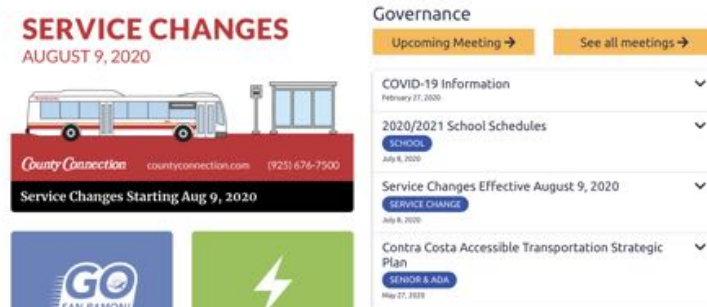 SERVICE CHANGES
AUGUST 9, 2020
County Connection countyconnection.com (925) 676-7500
Service Changes Starting Aug 9, 2020
GO
SAN RAMON!
Governance
Upcoming Meeting → See all meetings →
COVID-19 Information
February 27, 2020
2020/2021 School Schedules
SCHOOL
July 8, 2020
Service Changes Effective August 9, 2020
SERVICE CHANGE
July 8, 2020
Contra Costa Accessible Transportation Strategic
Plan
SENIOR & ADA
May 27, 2020